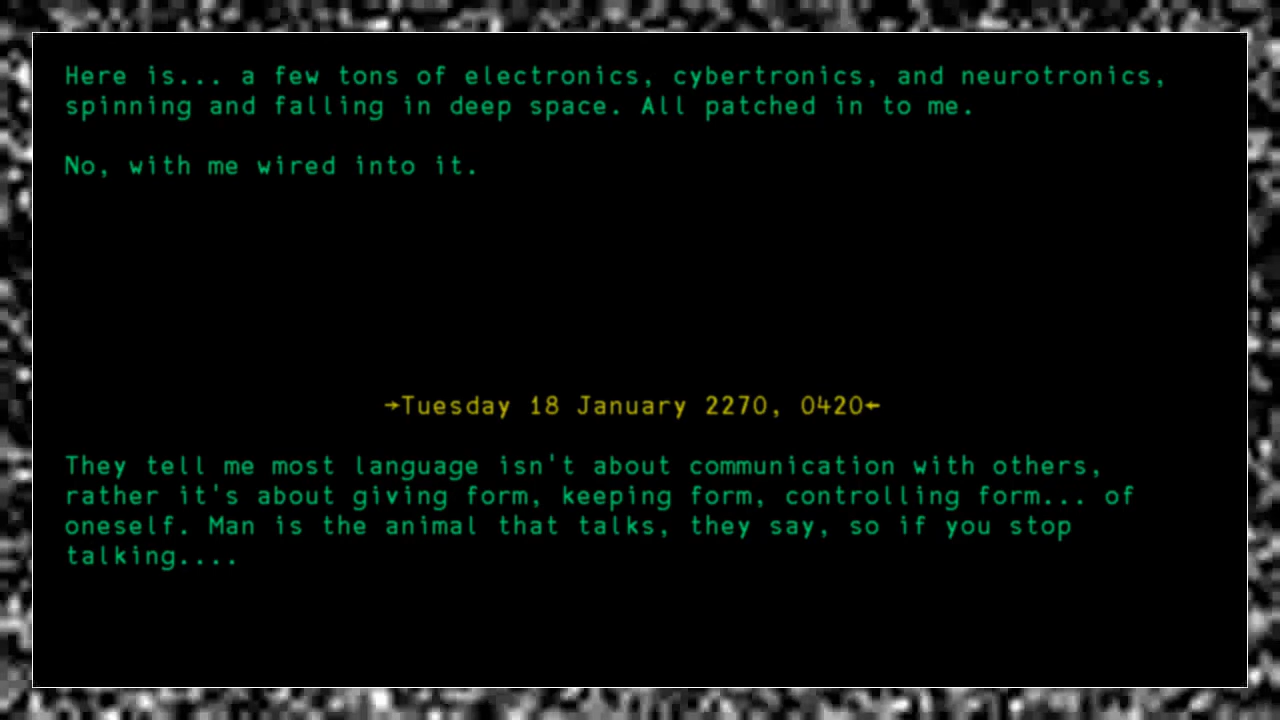 Here is... a few tons of electronics, cybertronics, and neurotronics,
spinning and falling in deep space. All patched in to me.
No, with me wired into it.
→Tuesday 18 January 2270, 0420←
They tell me most language isn't about communication with others,
rather it's about giving form, keeping form, controlling form... of
oneself. Man is the animal that talks, they say, so if you stop
talking....